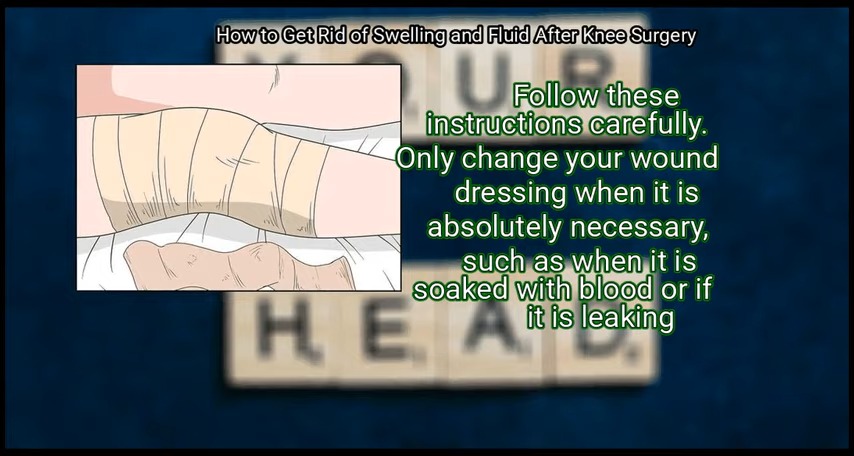 How to Get Rid of Swelling and Fluid After Knee Surgery
YOUR
Follow these
instructions carefully.
Only change your wound
dressing when it is
absolutely necessary,
such as when it is
soaked with blood or if
it is leaking
HEAD